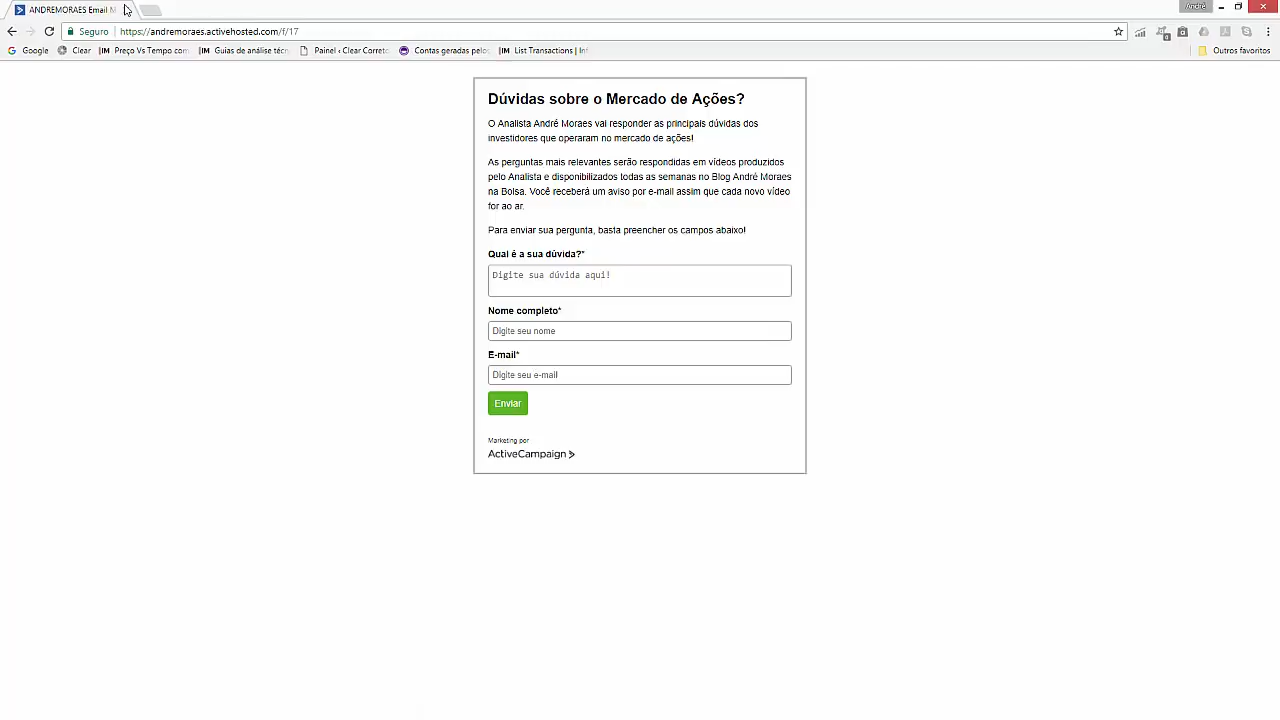 ANDREMORAES Email M
André
Seguro
https://andremoraes.activehosted.com/f/17
Google
Clear
Preço Vs Tempo com
Guias de análise técn
Painel ‹ Clear Correto
Contas geradas pelos
List Transactions | Inf
Outros favoritos
Dúvidas sobre o Mercado de Ações?
O Analista André Moraes vai responder as principais dúvidas dos
investidores que operaram no mercado de ações!
As perguntas mais relevantes serão respondidas em vídeos produzidos
pelo Analista e disponibilizados todas as semanas no Blog André Moraes
na Bolsa. Você receberá um aviso por e-mail assim que cada novo vídeo
for ao ar.
Para enviar sua pergunta, basta preencher os campos abaixo!
Qual é a sua dúvida?*
Digite sua dúvida aqui!
Nome completo*
Digite seu nome
E-mail*
Digite seu e-mail
Enviar
Marketing por
ActiveCampaign >